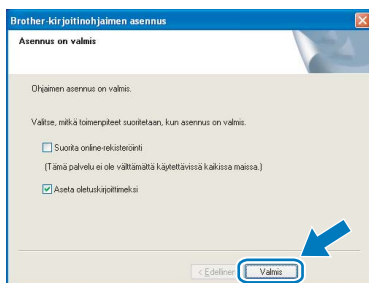 Brother-kirjoitinohjaimen asennus
Asennus on valmis
Ohjaimen asennus on valmis.
Valitse, mitkä toimenpiteet suoritetaan, kun asennus on valmis.
Suorita online-rekisteröinti
(Tämä palvelu ei ole välttämättä käytettävissä kaikissa maissa.)
Aseta oletuskirjoittimeksi
< Edellinen Valmis